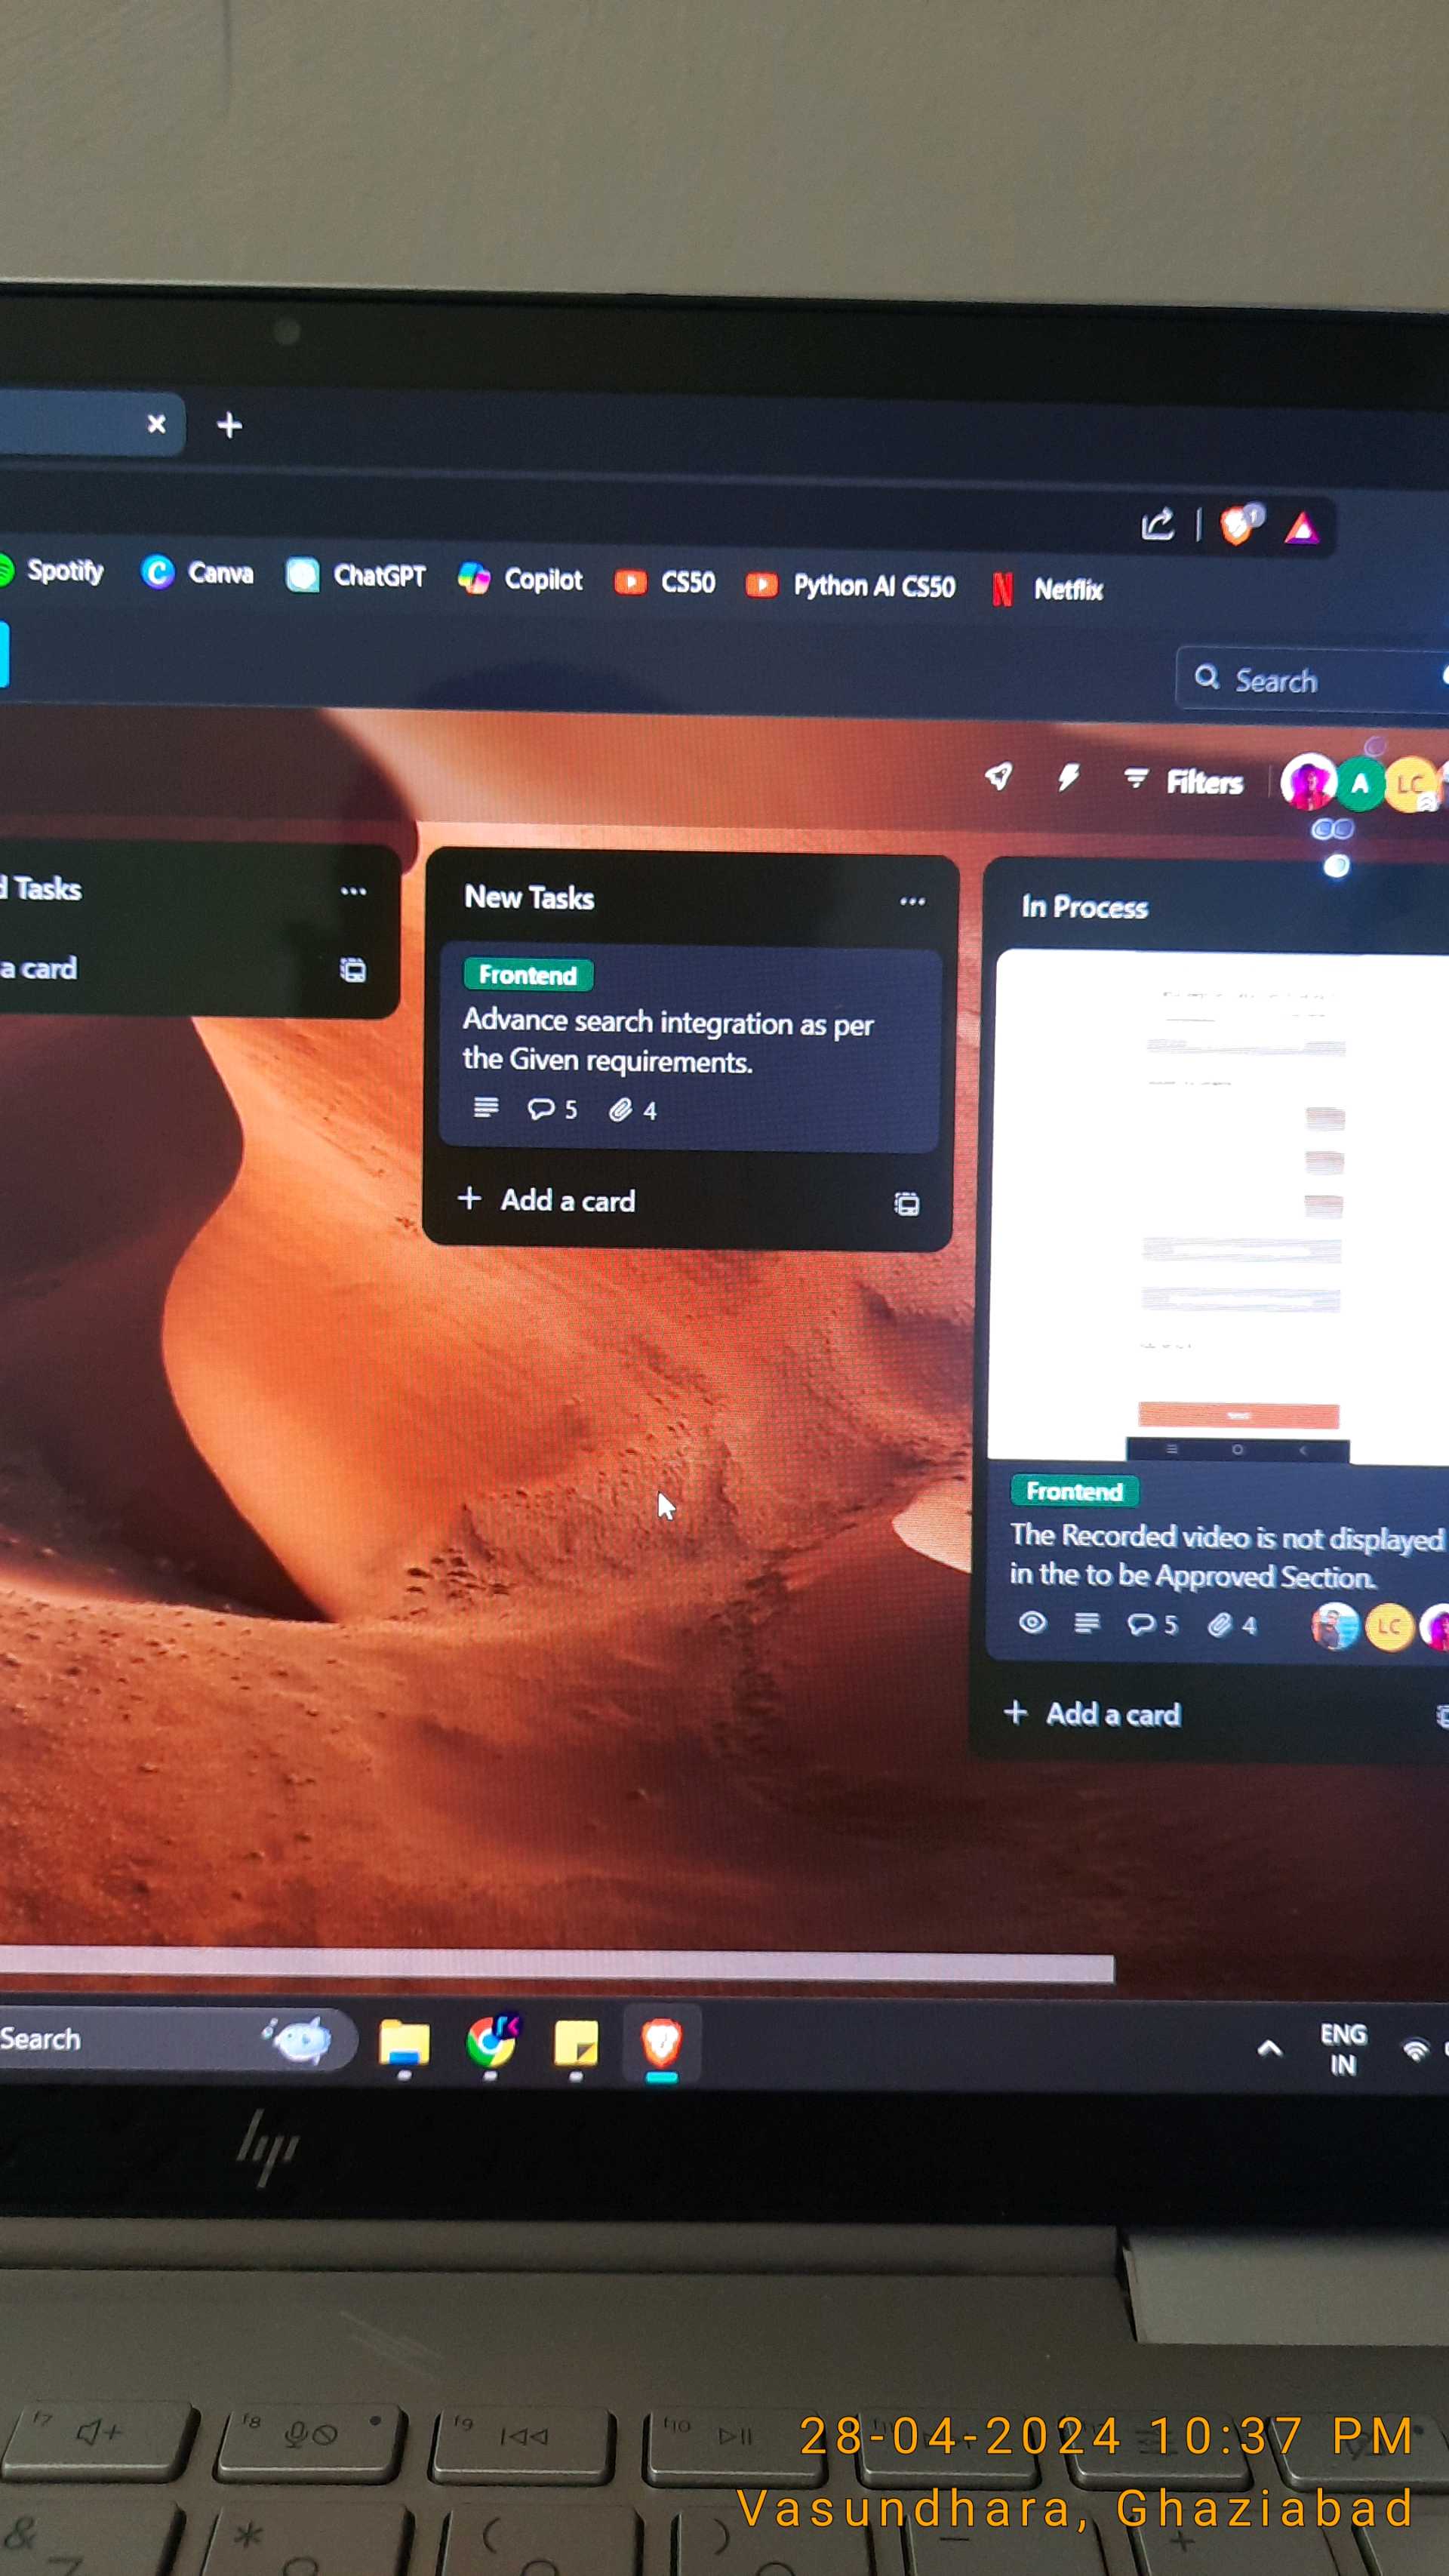 Spotify Canva ChatGPT Copilot CS50 Python AI CS50 Netflix
Search
Filters A LC
d Tasks
a card
New Tasks
Frontend
Advance search integration as per
the Given requirements.
5 4
Add a card
In Process
Frontend
The Recorded video is not displayed
in the to be Approved Section.
5 4 LC
Add a card
Search
ENG
IN
hp
f7 f8 f9 f10
28-04-2024 10:37 PM
Vasundhara, Ghaziabad
& * ( )